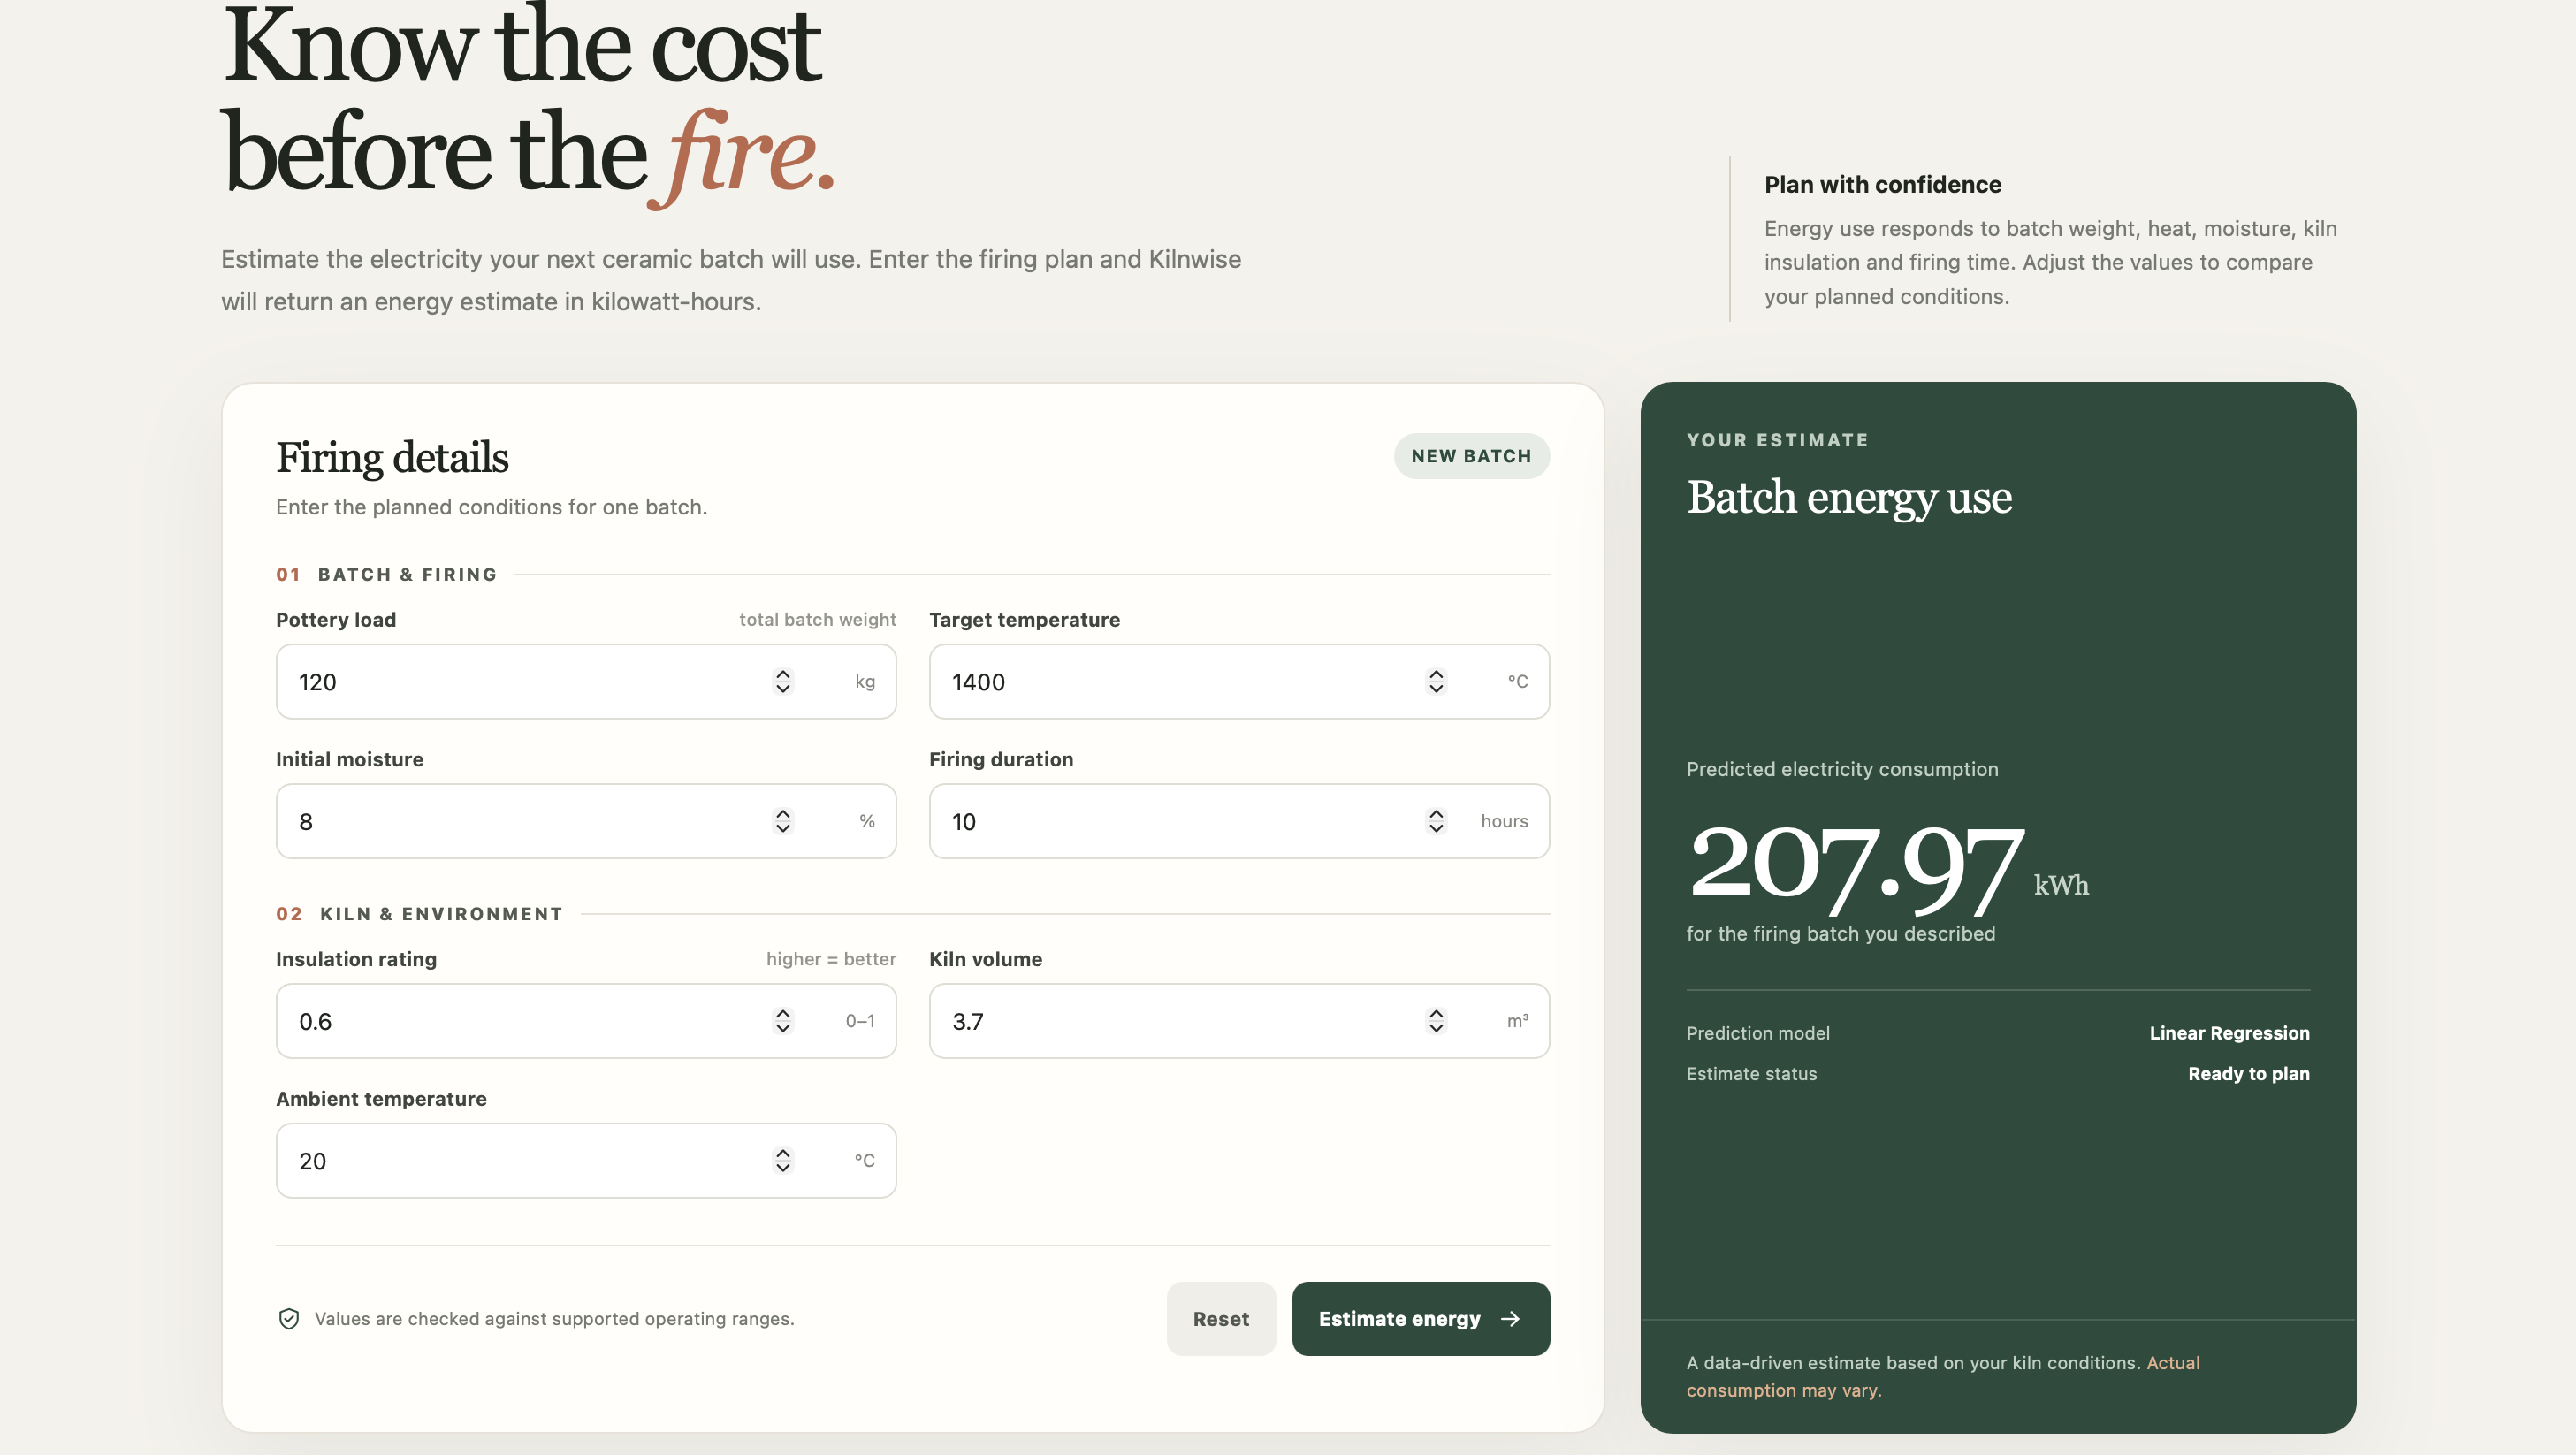 Know the cost
before the fire.
Estimate the electricity your next ceramic batch will use. Enter the firing plan and Kilnwise
will return an energy estimate in kilowatt-hours.
Plan with confidence
Energy use responds to batch weight, heat, moisture, kiln
insulation and firing time. Adjust the values to compare
your planned conditions.
Firing details
NEW BATCH
Enter the planned conditions for one batch.
01 BATCH & FIRING
Pottery load total batch weight
120 kg
Target temperature
1400 °C
Initial moisture
8 %
Firing duration
10 hours
02 KILN & ENVIRONMENT
Insulation rating higher = better
0.6 0–1
Kiln volume
3.7 m³
Ambient temperature
20 °C
Values are checked against supported operating ranges.
Reset
Estimate energy →
YOUR ESTIMATE
Batch energy use
Predicted electricity consumption
207.97 kWh
for the firing batch you described
Prediction model Linear Regression
Estimate status Ready to plan
A data-driven estimate based on your kiln conditions. Actual
consumption may vary.